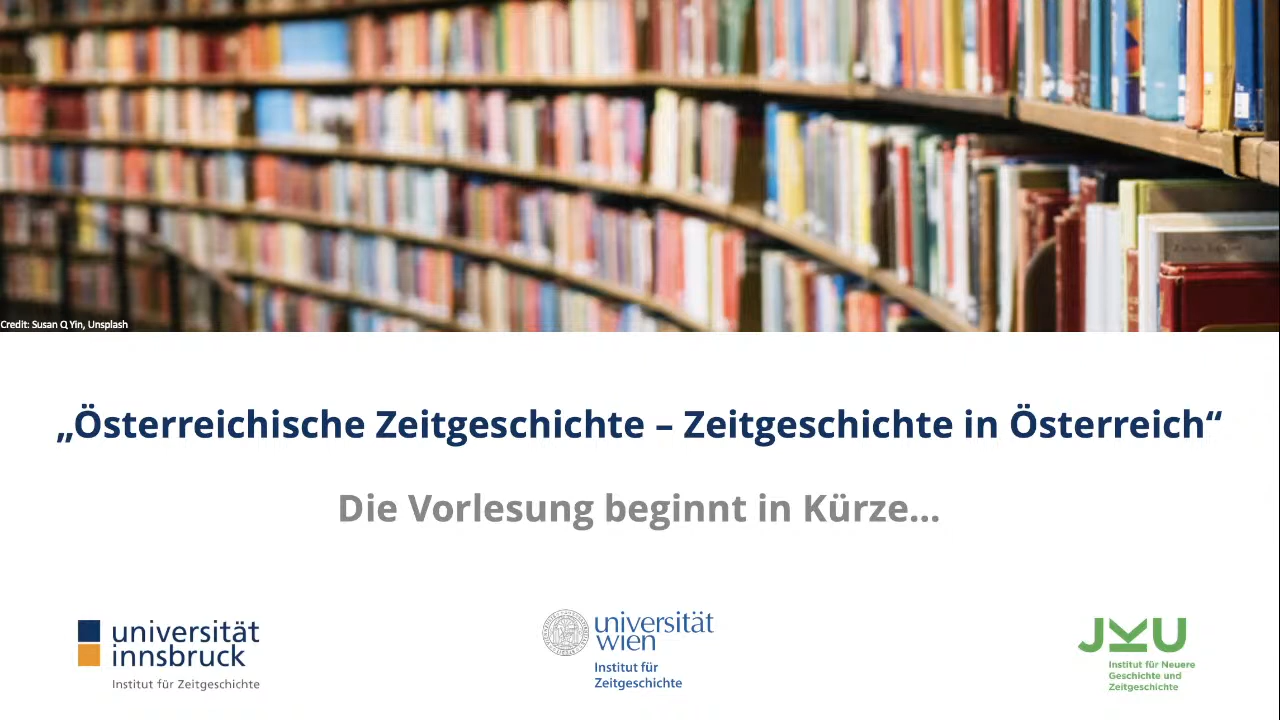 Credit: Susan Q Yin, Unsplash
„Österreichische Zeitgeschichte – Zeitgeschichte in Österreich“
Die Vorlesung beginnt in Kürze...
universität
innsbruck
Institut für Zeitgeschichte
universität
wien
Institut für
Zeitgeschichte
JKU
Institut für Neuere
Geschichte und
Zeitgeschichte